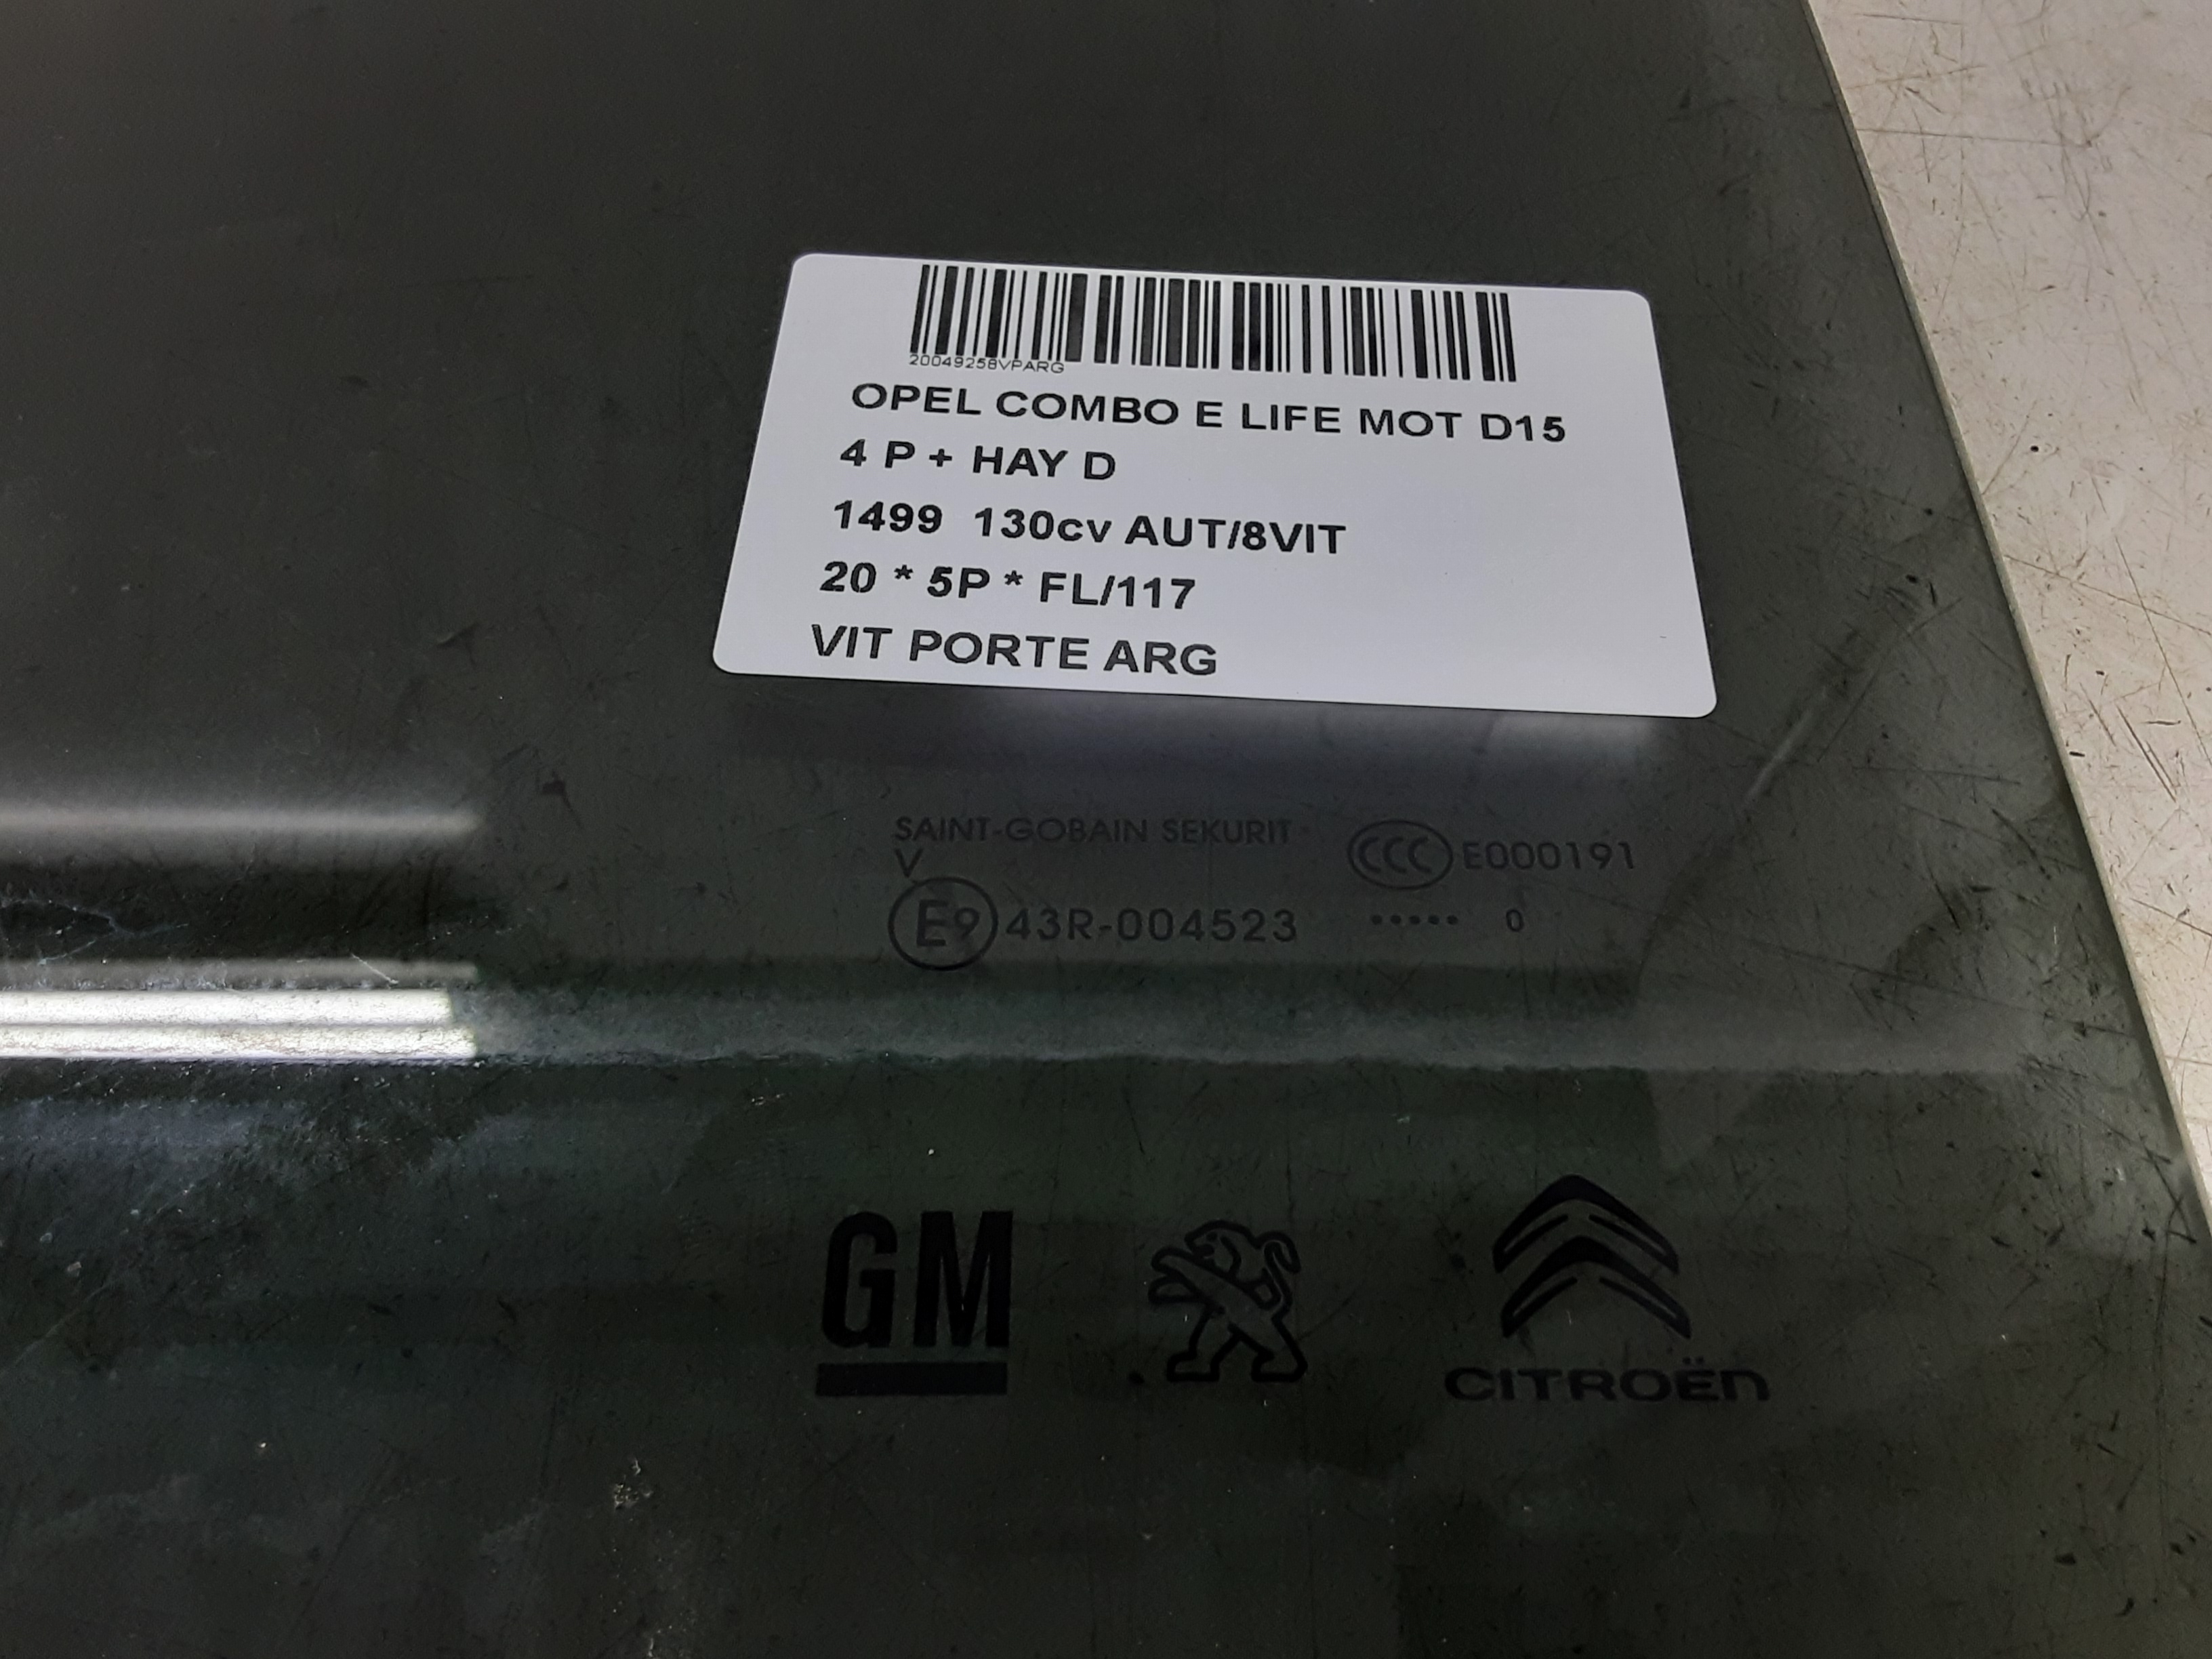 20049258VPARG
OPEL COMBO E LIFE MOT D15
4 P + HAY D
1499 130cv AUT/8VIT
20 * 5P * FL/117
VIT PORTE ARG
SAINT-GOBAIN SEKURIT
V
CCC E000191
E9 43R-004523
..... 0
GM
CITROËN